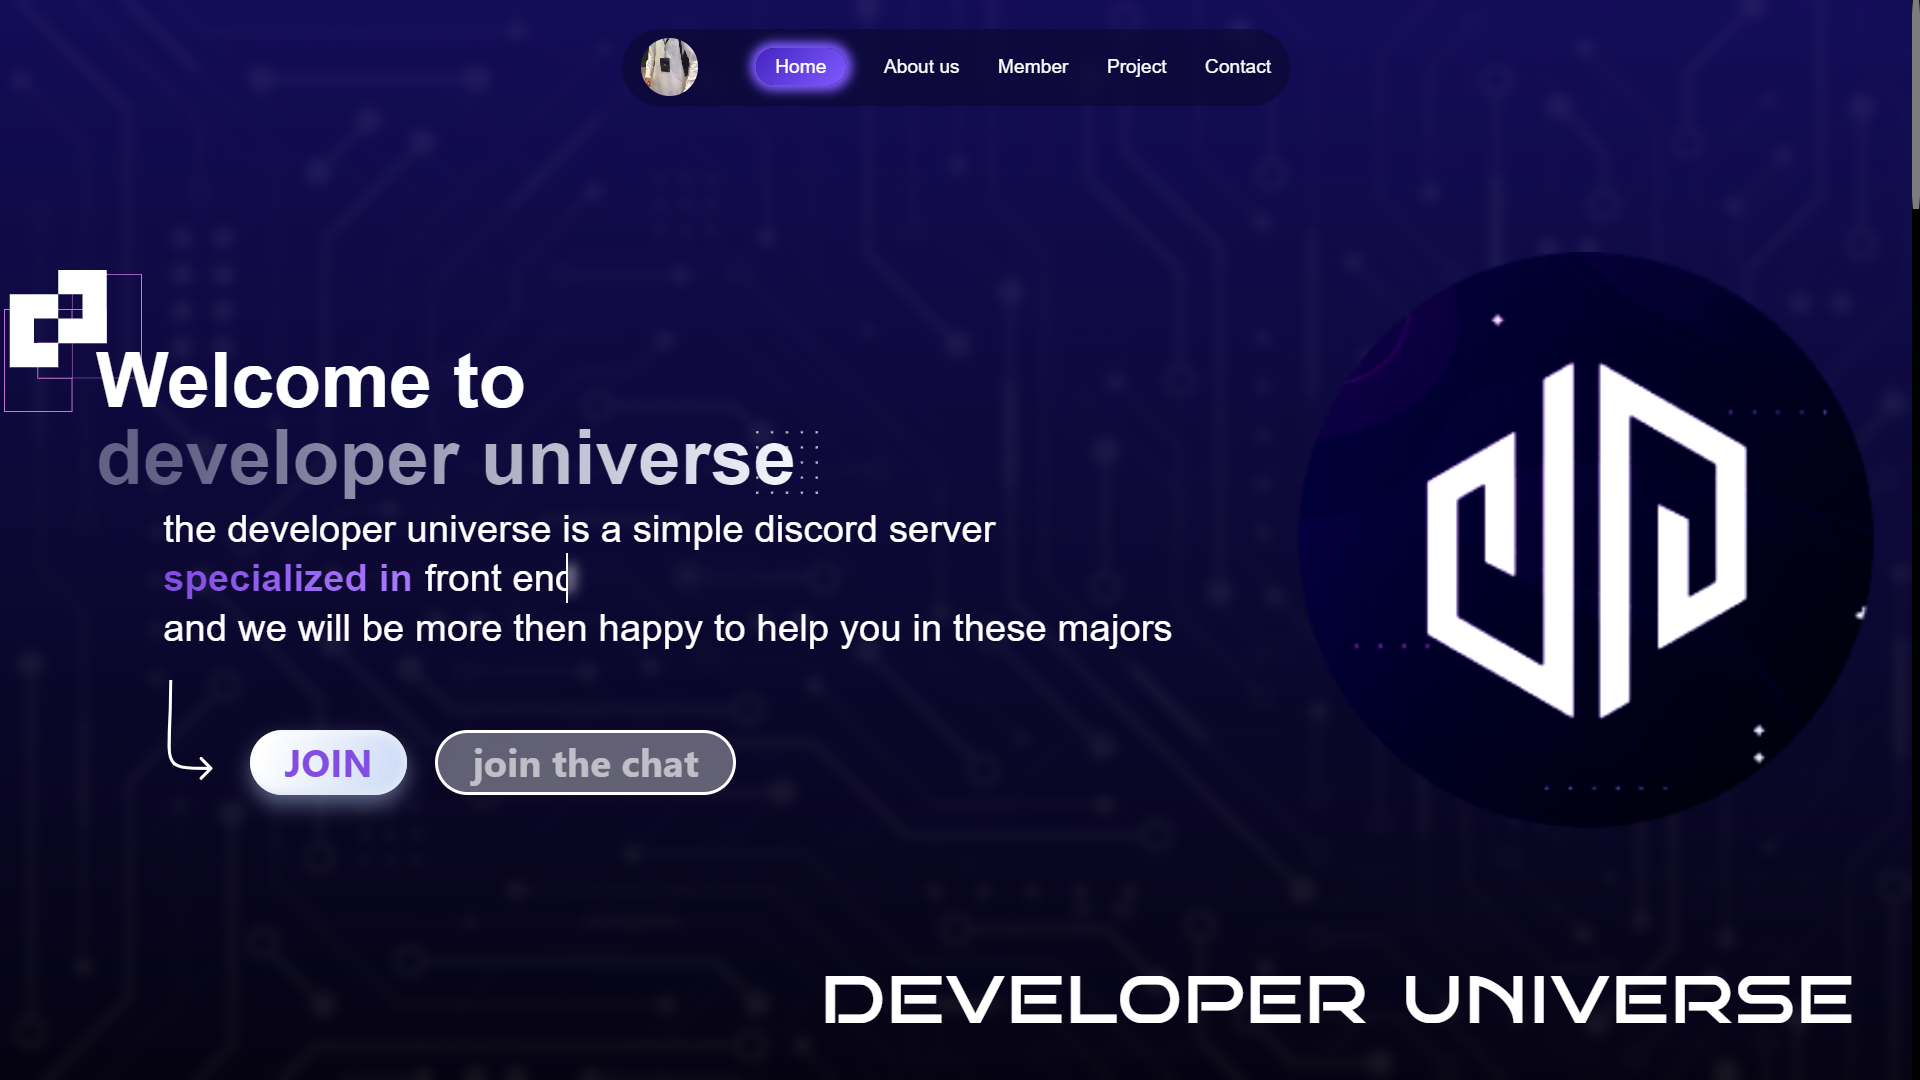 Home About us Member Project Contact
Welcome to
developer universe
the developer universe is a simple discord server
specialized in front end
and we will be more then happy to help you in these majors
JOIN join the chat
DEVELOPER UNIVERSE